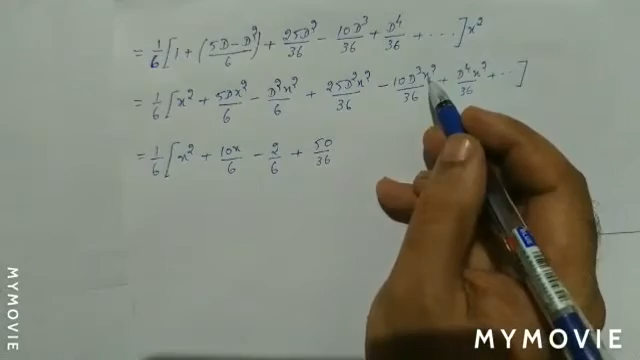 = 1/6 [ 1 + (5D - D²)/6 + 25D²/36 - 10D³/36 + D⁴/36 + ... ] x²
= 1/6 [ x² + 5Dx²/6 - D²x²/6 + 25D²x²/36 - 10D³x²/36 + D⁴x²/36 + ... ]
= 1/6 [ x² + 10x/6 - 2/6 + 50/36
MYMOVIE
MYMOVIE